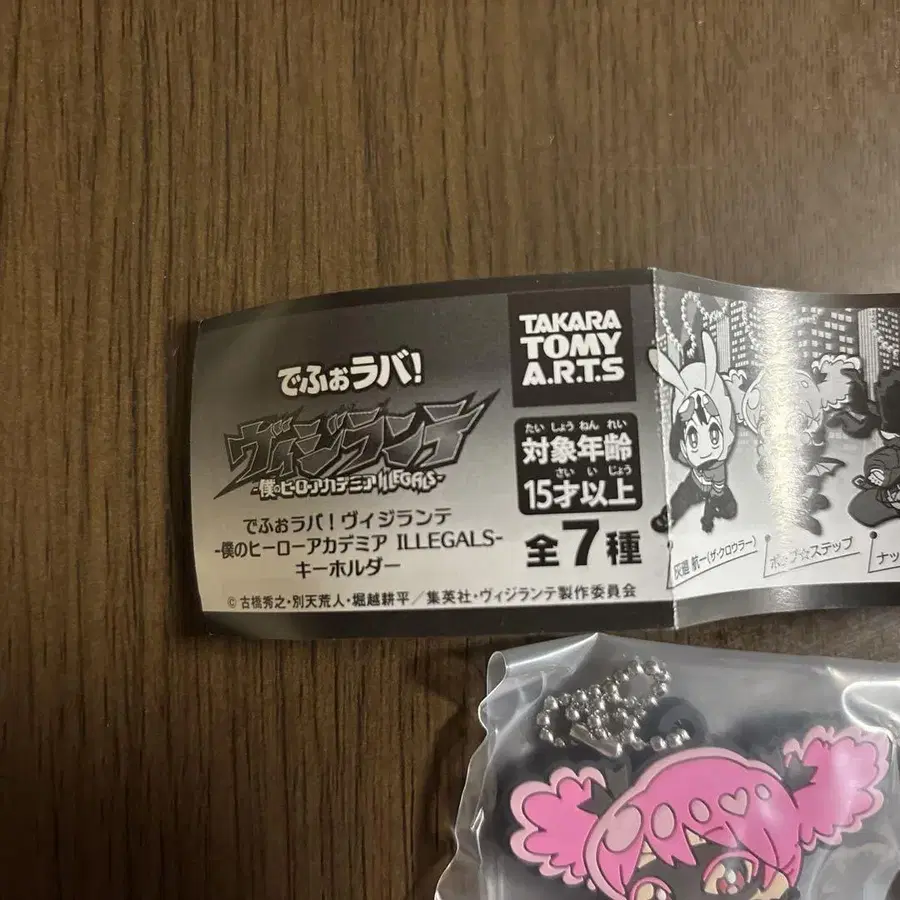 でふぉラバ!
ヴィジランテ
-僕のヒーローアカデミア ILLEGALS-
でふぉラバ!ヴィジランテ
-僕のヒーローアカデミア ILLEGALS-
キーホルダー
© 古橋秀之・別天荒人・堀越耕平/集英社・ヴィジランテ製作委員会
TAKARA
TOMY
A.R.T.S
たいしょうねんれい
対象年齢
さいいじょう
15才以上
全7種
灰廻 航一(ザ・クロウラー)
ポップ☆ステップ
ナッ